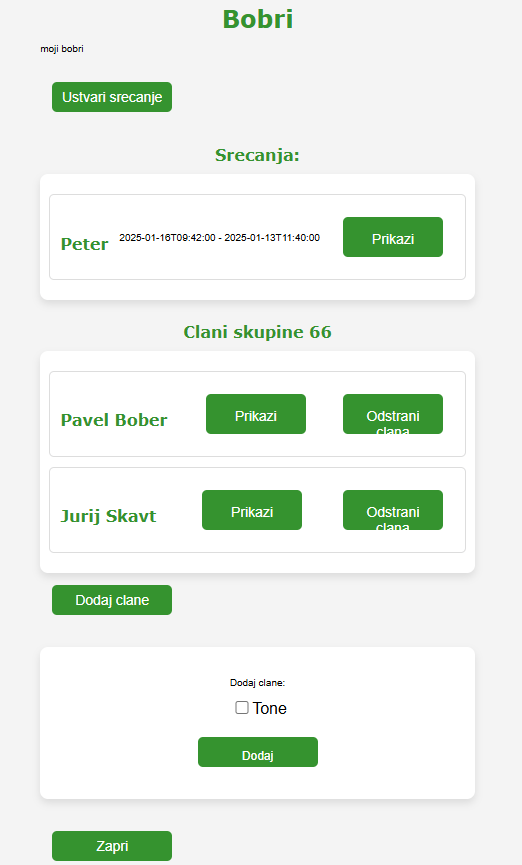 Bobri
moji bobri
Ustvari srecanje
Srecanja:
Peter 2025-01-16T09:42:00 - 2025-01-13T11:40:00 Prikazi
Clani skupine 66
Pavel Bober Prikazi Odstrani
clana
Jurij Skavt Prikazi Odstrani
clana
Dodaj clane
Dodaj clane:
Tone
Dodaj
Zapri